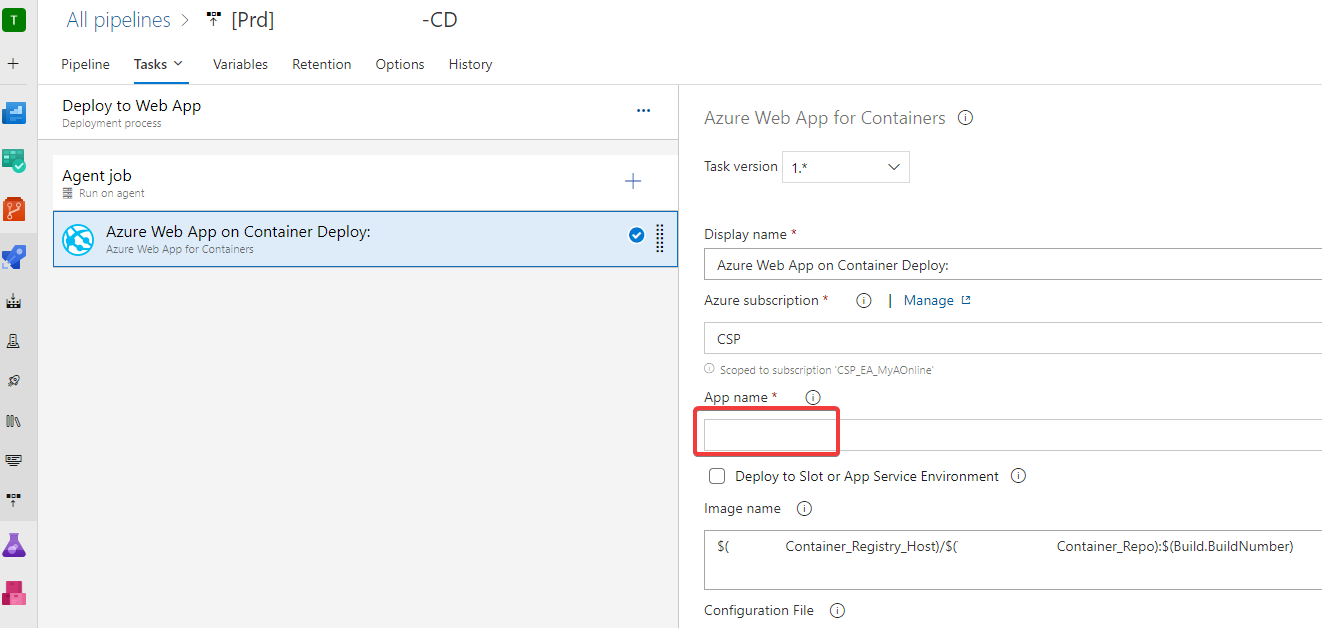 T
All pipelines > [Prd] -CD
Pipeline Tasks Variables Retention Options History
Deploy to Web App
Deployment process
Agent job
Run on agent
Azure Web App on Container Deploy:
Azure Web App for Containers
Azure Web App for Containers
Task version 1.*
Display name *
Azure Web App on Container Deploy:
Azure subscription * | Manage
CSP
Scoped to subscription 'CSP_EA_MyAOnline'
App name *
Deploy to Slot or App Service Environment
Image name
$( Container_Registry_Host)/$( Container_Repo):$(Build.BuildNumber)
Configuration File